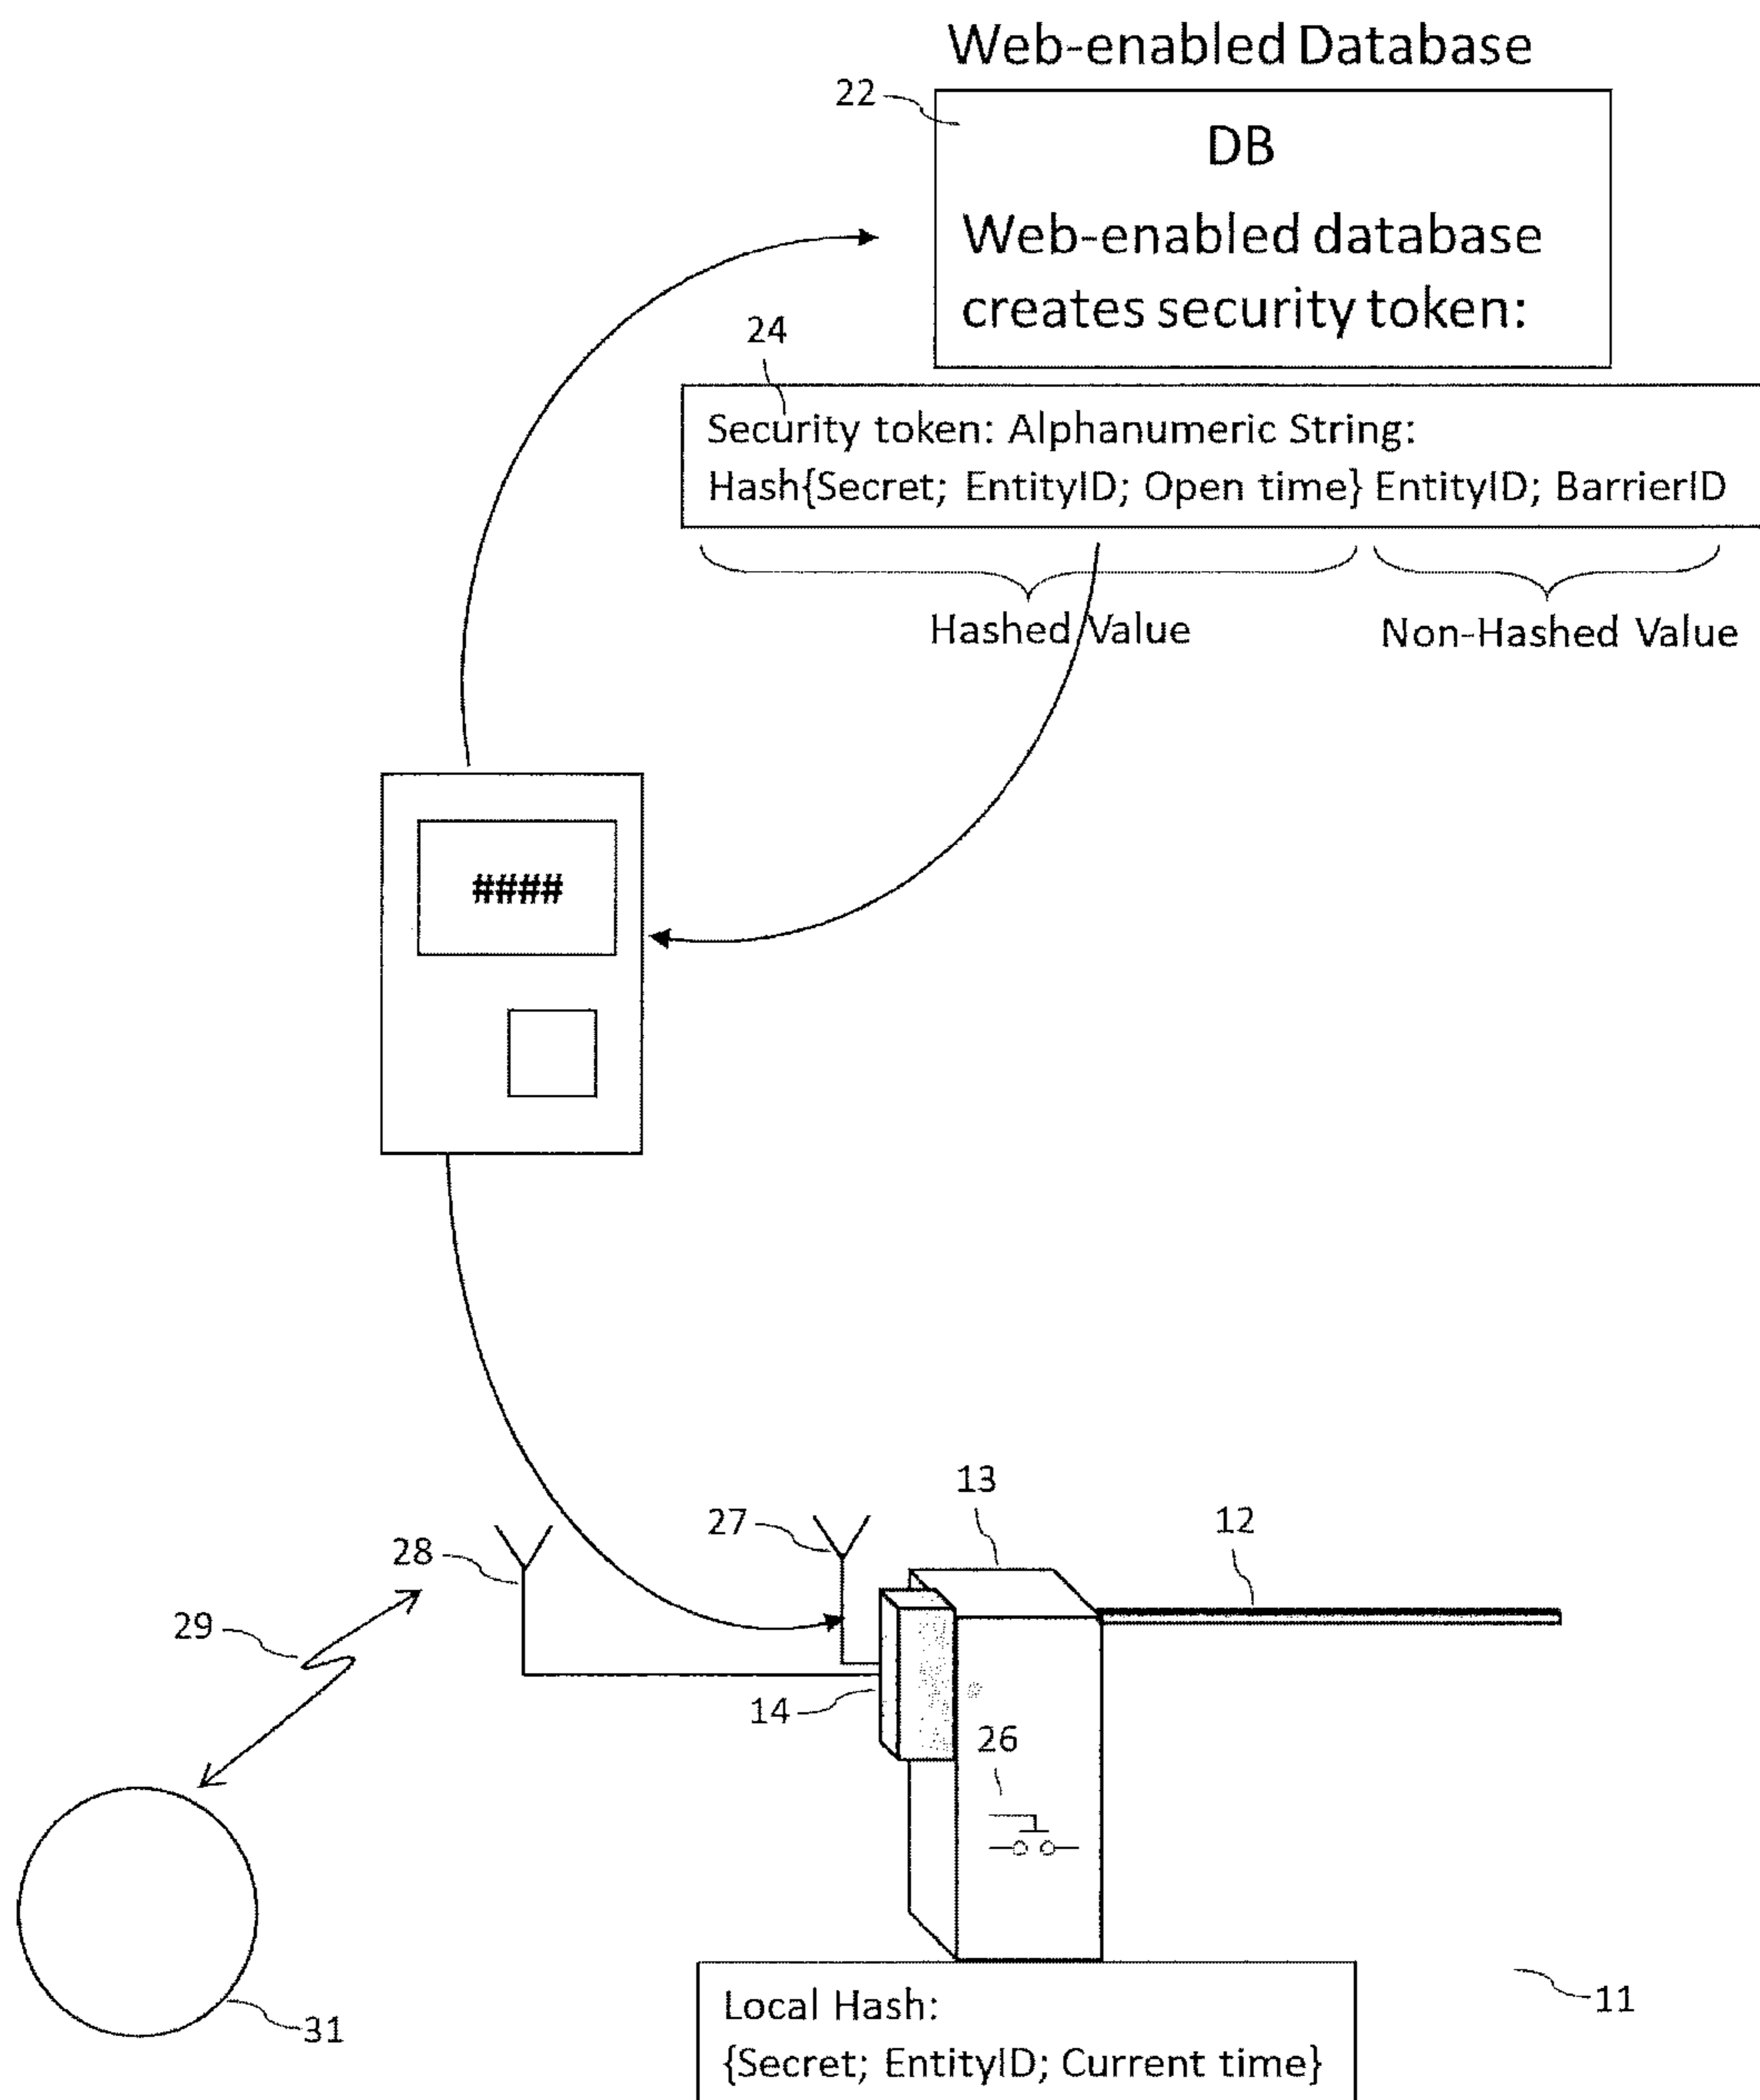 Web-enabled Database
22
DB
Web-enabled database
creates security token:
24
Security token: Alphanumeric String:
Hash{Secret; EntityID; Open time} EntityID; BarrierID
Hashed Value
Non-Hashed Value
####
13
27
12
28
29
14
26
11
31
Local Hash:
{Secret; EntityID; Current time}